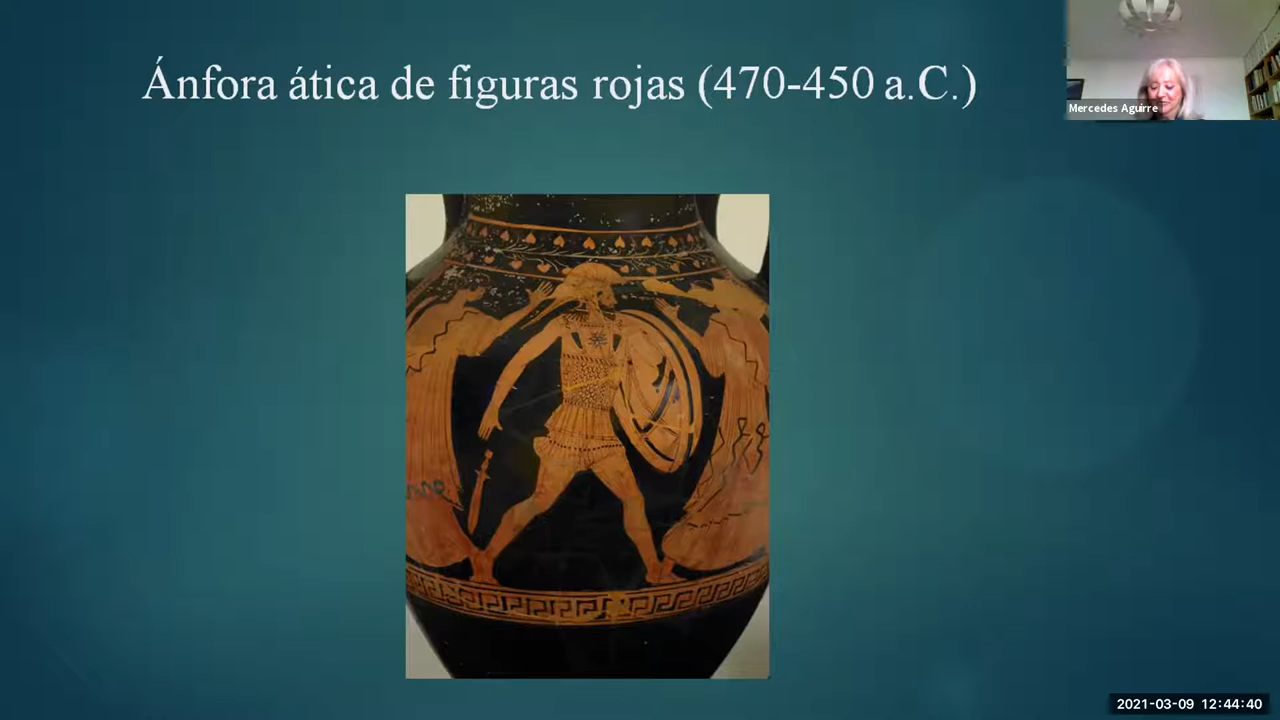 Ánfora ática de figuras rojas (470-450 a.C.)
Mercedes Aguirre
2021-03-09 12:44:40